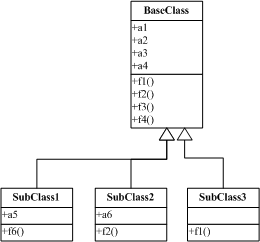 BaseClass
+a1
+a2
+a3
+a4
+f1()
+f2()
+f3()
+f4()
SubClass1
+a5
+f6()
SubClass2
+a6
+f2()
SubClass3
+f1()